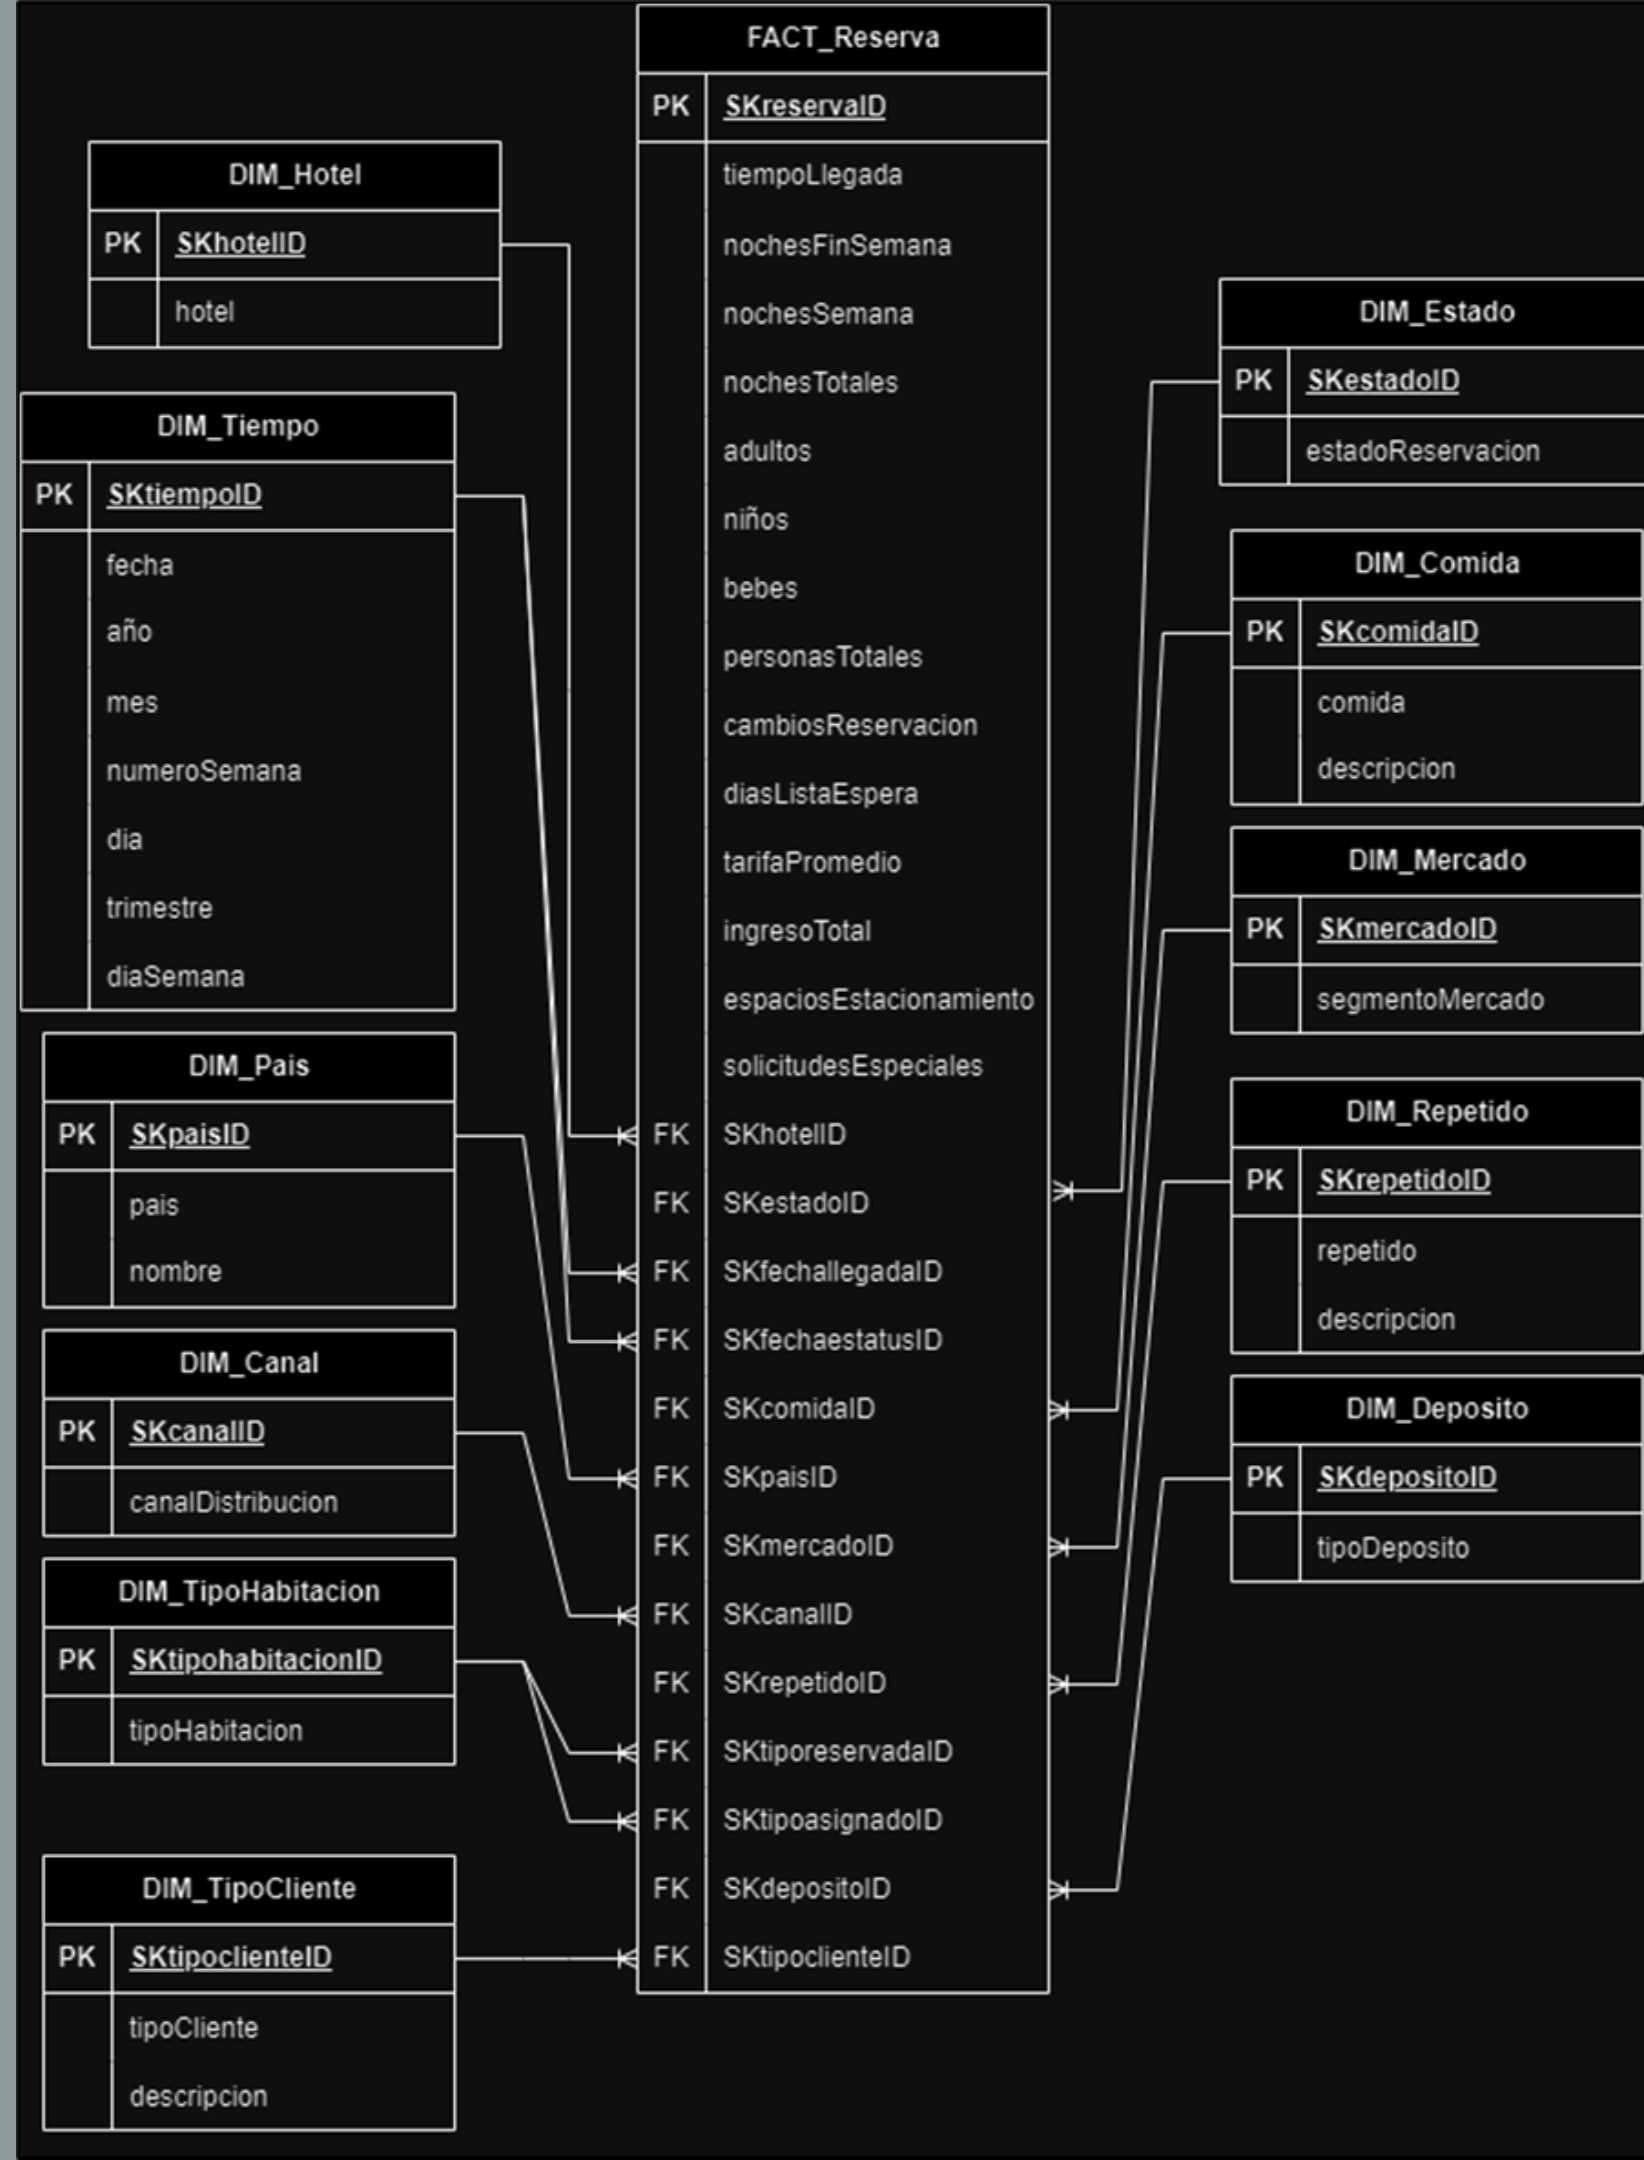 FACT_Reserva
PK SKreservaID
tiempoLlegada
nochesFinSemana
nochesSemana
nochesTotales
adultos
niños
bebes
personasTotales
cambiosReservacion
diasListaEspera
tarifaPromedio
ingresoTotal
espaciosEstacionamiento
solicitudesEspeciales
FK SKhotelID
FK SKestadoID
FK SKfechallegadaID
FK SKfechaestatusID
FK SKcomidaID
FK SKpaisID
FK SKmercadoID
FK SKcanalID
FK SKrepetidoID
FK SKtiporeservadaID
FK SKtipoasignadoID
FK SKdepositoID
FK SKtipoclienteID
DIM_Hotel
PK SKhotelID
hotel
DIM_Tiempo
PK SKtiempoID
fecha
año
mes
numeroSemana
dia
trimestre
diaSemana
DIM_Pais
PK SKpaisID
pais
nombre
DIM_Canal
PK SKcanalID
canalDistribucion
DIM_TipoHabitacion
PK SKtipohabitacionID
tipoHabitacion
DIM_TipoCliente
PK SKtipoclienteID
tipoCliente
descripcion
DIM_Estado
PK SKestadoID
estadoReservacion
DIM_Comida
PK SKcomidaID
comida
descripcion
DIM_Mercado
PK SKmercadoID
segmentoMercado
DIM_Repetido
PK SKrepetidoID
repetido
descripcion
DIM_Deposito
PK SKdepositoID
tipoDeposito